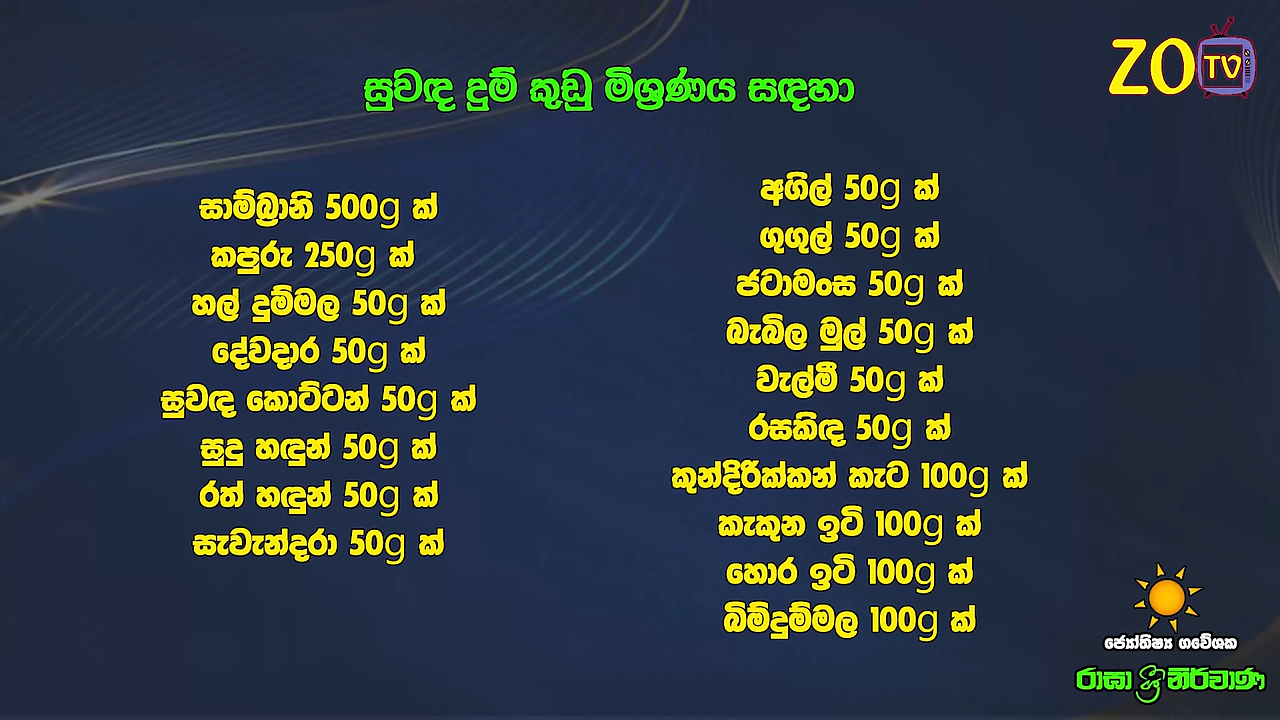 ZO TV
සුවඳ දුම් කුඩු මිශ්‍රණය සඳහා
සාම්බ්‍රානි 500g ක්
කපුරු 250g ක්
හල් දුම්මල 50g ක්
දේවදාර 50g ක්
සුවඳ කොට්ටන් 50g ක්
සුදු හඳුන් 50g ක්
රත් හඳුන් 50g ක්
සැවැන්දරා 50g ක්
අගිල් 50g ක්
ගුගුල් 50g ක්
ජටාමංස 50g ක්
බැබිල මුල් 50g ක්
වැල්මී 50g ක්
රසකිඳ 50g ක්
කුන්දිරික්කන් කැට 100g ක්
කැකුන ඉටි 100g ක්
හොර ඉටි 100g ක්
බිම්දුම්මල 100g ක්
ජ්‍යෝතිෂ්‍ය ගවේශක
රාඝා ශ්‍රී නිර්වාණ